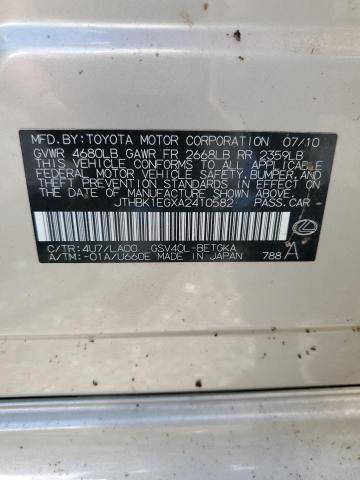 MFD.BY:TOYOTA MOTOR CORPORATION 07/10
GVWR 4680LB GAWR FR 2668LB RR 2359LB
THIS VEHICLE CONFORMS TO ALL APPLICABLE
FEDERAL MOTOR VEHICLE SAFETY,BUMPER,AND
THEFT PREVENTION STANDARDS IN EFFECT ON
THE DATE OF MANUFACTURE SHOWN ABOVE.
JTHBK1EGXA2410582 PASS.CAR
C/TR:4U7/LA00 GSV40L-BETGKA
A/TM:-01A/U660E MADE IN JAPAN 788 A